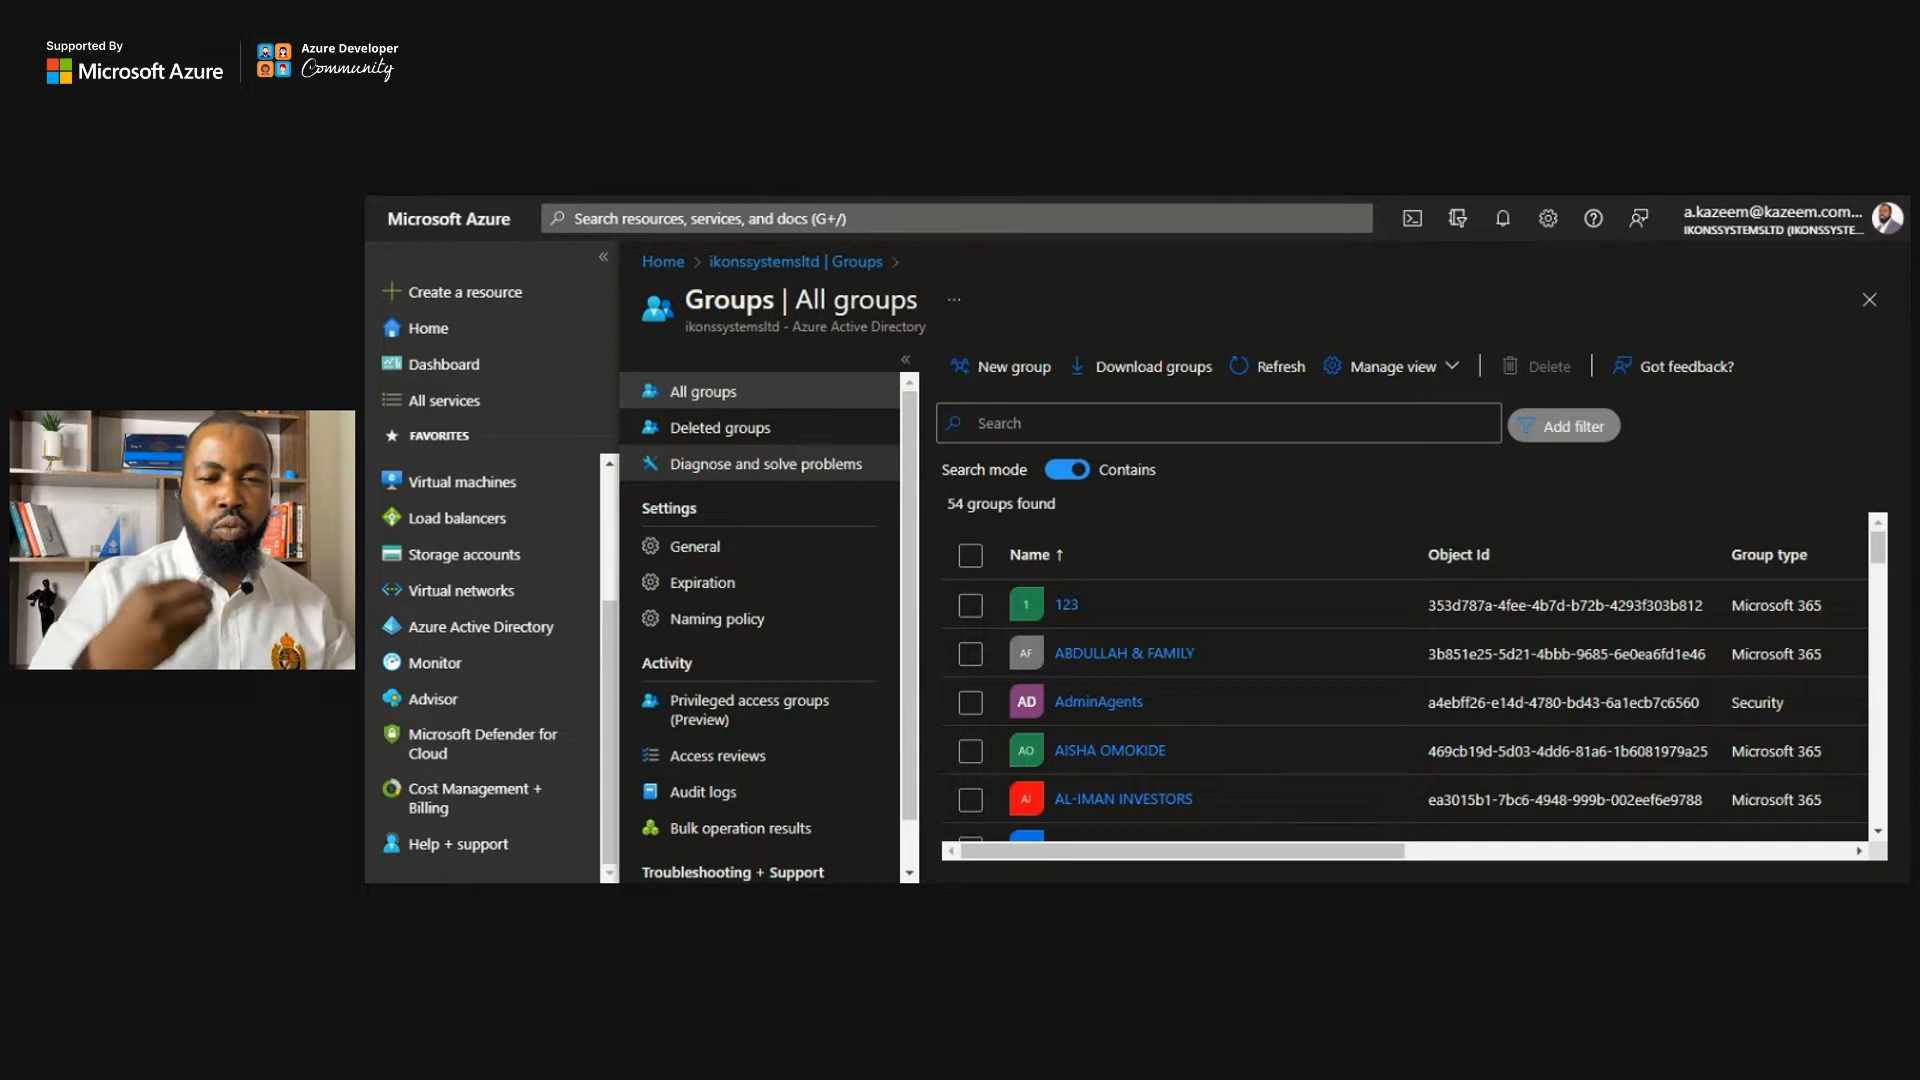 Supported By
Microsoft Azure
Azure Developer
Community
Microsoft Azure
Search resources, services, and docs (G+/)
a.kazeem@kazeem.com...
IKONSSYSTEMSLTD (IKONSSYSTE...
Create a resource
Home
Dashboard
All services
FAVORITES
Virtual machines
Load balancers
Storage accounts
Virtual networks
Azure Active Directory
Monitor
Advisor
Microsoft Defender for
Cloud
Cost Management +
Billing
Help + support
Home > ikonssystemsltd | Groups >
Groups | All groups ...
ikonssystemsltd - Azure Active Directory
All groups
Deleted groups
Diagnose and solve problems
Settings
General
Expiration
Naming policy
Activity
Privileged access groups
(Preview)
Access reviews
Audit logs
Bulk operation results
Troubleshooting + Support
New group
Download groups
Refresh
Manage view
Delete
Got feedback?
Search
Add filter
Search mode Contains
54 groups found
Name ↑ Object Id Group type
1 123 353d787a-4fee-4b7d-b72b-4293f303b812 Microsoft 365
AF ABDULLAH & FAMILY 3b851e25-5d21-4bbb-9685-6e0ea6fd1e46 Microsoft 365
AD AdminAgents a4ebff26-e14d-4780-bd43-6a1ecb7c6560 Security
AO AISHA OMOKIDE 469cb19d-5d03-4dd6-81a6-1b6081979a25 Microsoft 365
AI AL-IMAN INVESTORS ea3015b1-7bc6-4948-999b-002eef6e9788 Microsoft 365